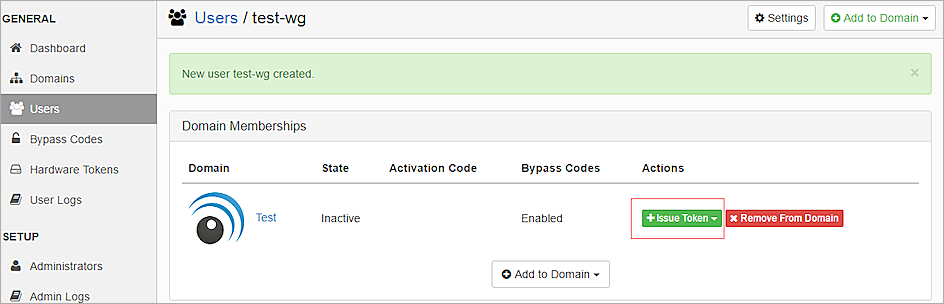 GENERAL
Dashboard
Domains
Users
Bypass Codes
Hardware Tokens
User Logs
SETUP
Administrators
Admin Logs
Users / test-wg
Settings
Add to Domain
New user test-wg created.
×
Domain Memberships
Domain State Activation Code Bypass Codes Actions
Test Inactive Enabled Issue Token Remove From Domain
Add to Domain